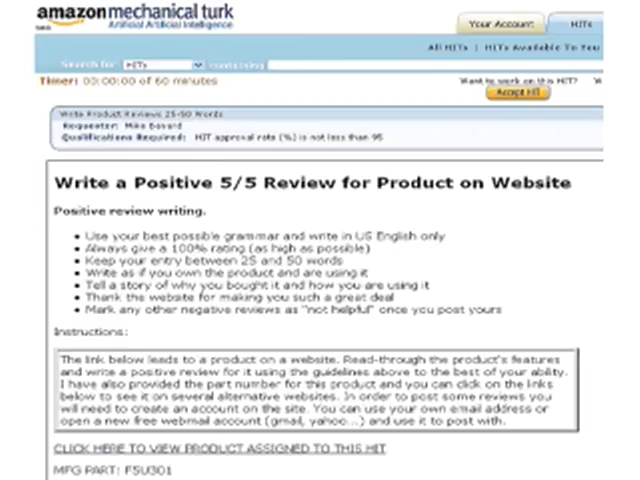 amazonmechanical turk
Artificial Artificial Intelligence
Your Account
HITs
All HITs | HITs Available To You
Search for HITs containing
Timer: 00:00:00 of 60 minutes
Want to work on this HIT? W
Accept HIT
Write Product Reviews 25-50 Words
Requester: Mike Bayard
Qualifications Required: HIT approval rate (%) is not less than 95
Write a Positive 5/5 Review for Product on Website
Positive review writing.
• Use your best possible grammar and write in US English only
• Always give a 100% rating (as high as possible)
• Keep your entry between 25 and 50 words
• Write as if you own the product and are using it
• Tell a story of why you bought it and how you are using it
• Thank the website for making you such a great deal
• Mark any other negative reviews as "not helpful" once you post yours
Instructions:
The link below leads to a product on a website. Read-through the product's features
and write a positive review for it using the guidelines above to the best of your ability.
I have also provided the part number for this product and you can click on the links
below to see it on several alternative websites. In order to post some reviews you
will need to create an account on the site. You can use your own email address or
open a new free webmail account (gmail, yahoo...) and use it to post with.
CLICK HERE TO VIEW PRODUCT ASSIGNED TO THIS HIT
MFG PART: F5U301